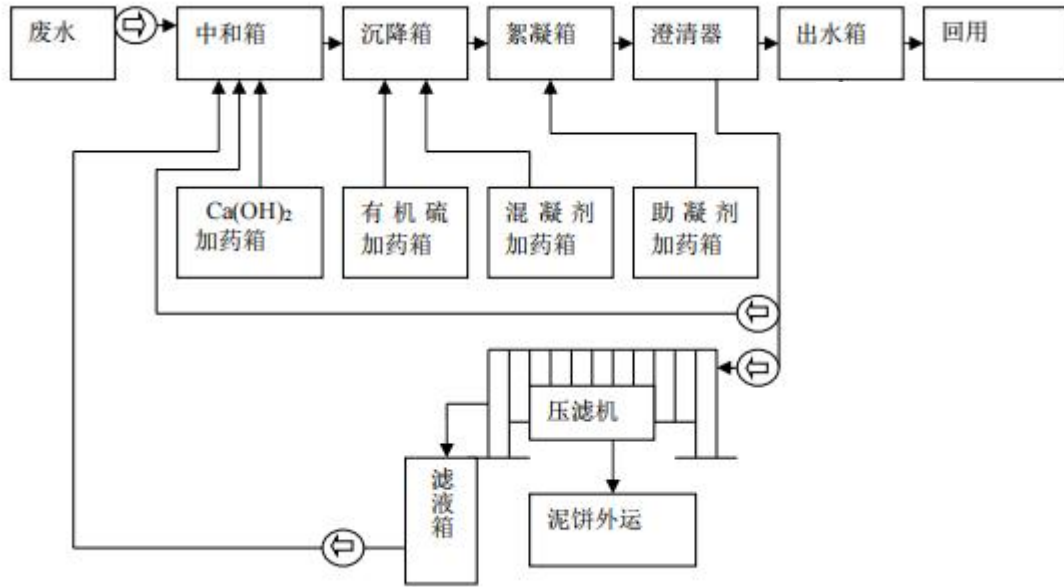 废水
中和箱
沉降箱
絮凝箱
澄清器
出水箱
回用
Ca(OH)₂
加药箱
有机硫
加药箱
混凝剂
加药箱
助凝剂
加药箱
压滤机
滤液箱
泥饼外运